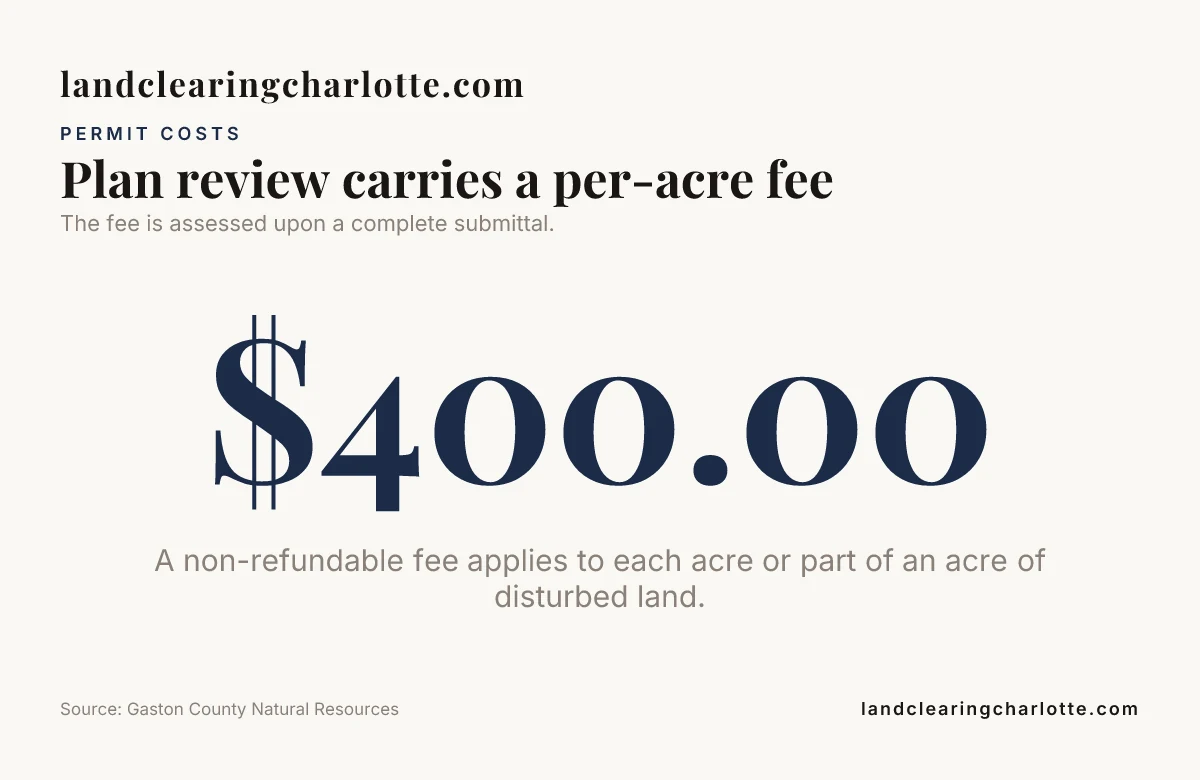 landclearingcharlotte.com
PERMIT COSTS
Plan review carries a per-acre fee
The fee is assessed upon a complete submittal.
$400.00
A non-refundable fee applies to each acre or part of an acre of
disturbed land.
Source: Gaston County Natural Resources
landclearingcharlotte.com